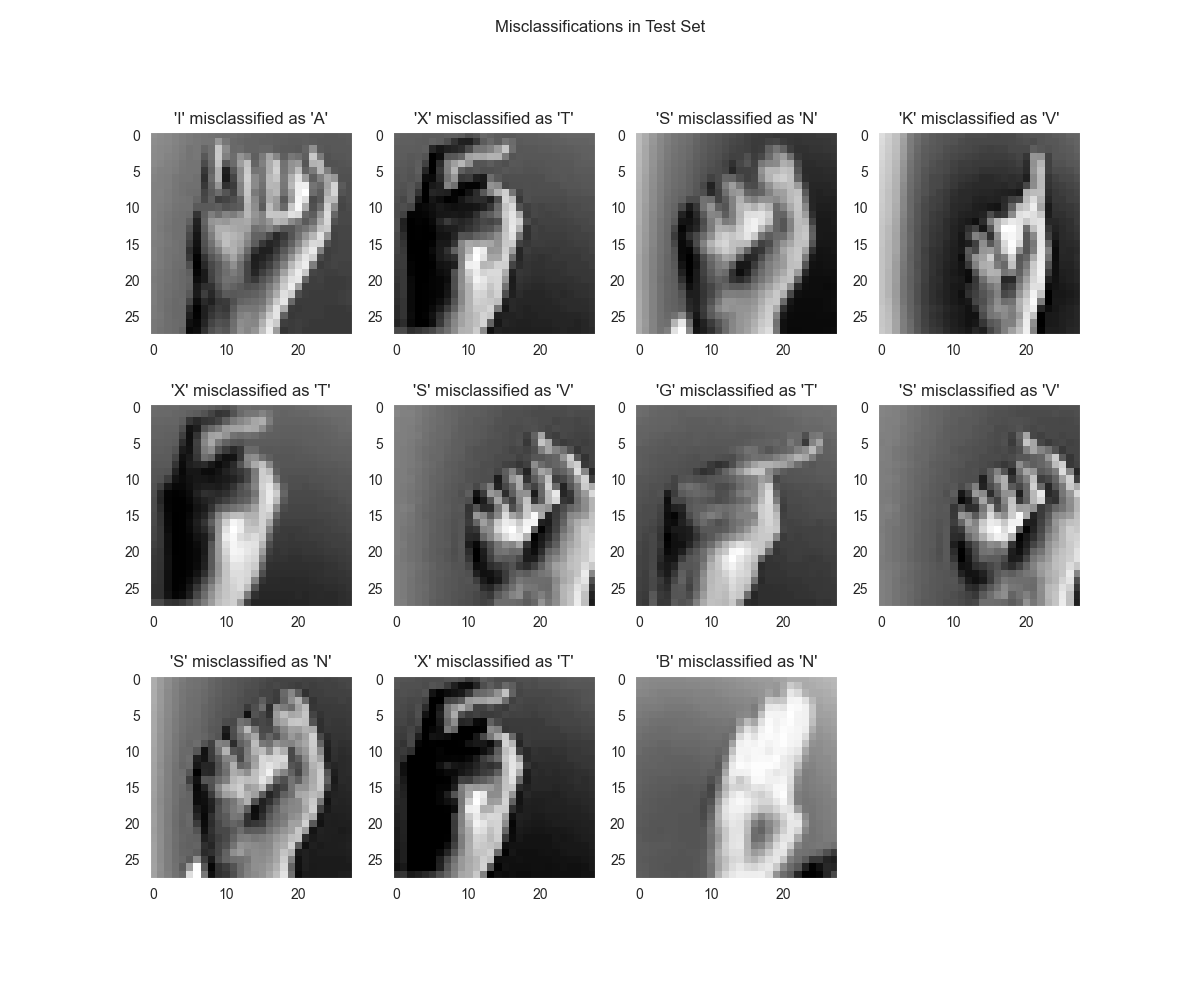 Misclassifications in Test Set
'I' misclassified as 'A'
'X' misclassified as 'T'
'S' misclassified as 'N'
'K' misclassified as 'V'
0 0 0 0
5 5 5 5
10 10 10 10
15 15 15 15
20 20 20 20
25 25 25 25
0 10 20 0 10 20 0 10 20 0 10 20
'X' misclassified as 'T'
'S' misclassified as 'V'
'G' misclassified as 'T'
'S' misclassified as 'V'
0 0 0 0
5 5 5 5
10 10 10 10
15 15 15 15
20 20 20 20
25 25 25 25
0 10 20 0 10 20 0 10 20 0 10 20
'S' misclassified as 'N'
'X' misclassified as 'T'
'B' misclassified as 'N'
0 0 0
5 5 5
10 10 10
15 15 15
20 20 20
25 25 25
0 10 20 0 10 20 0 10 20